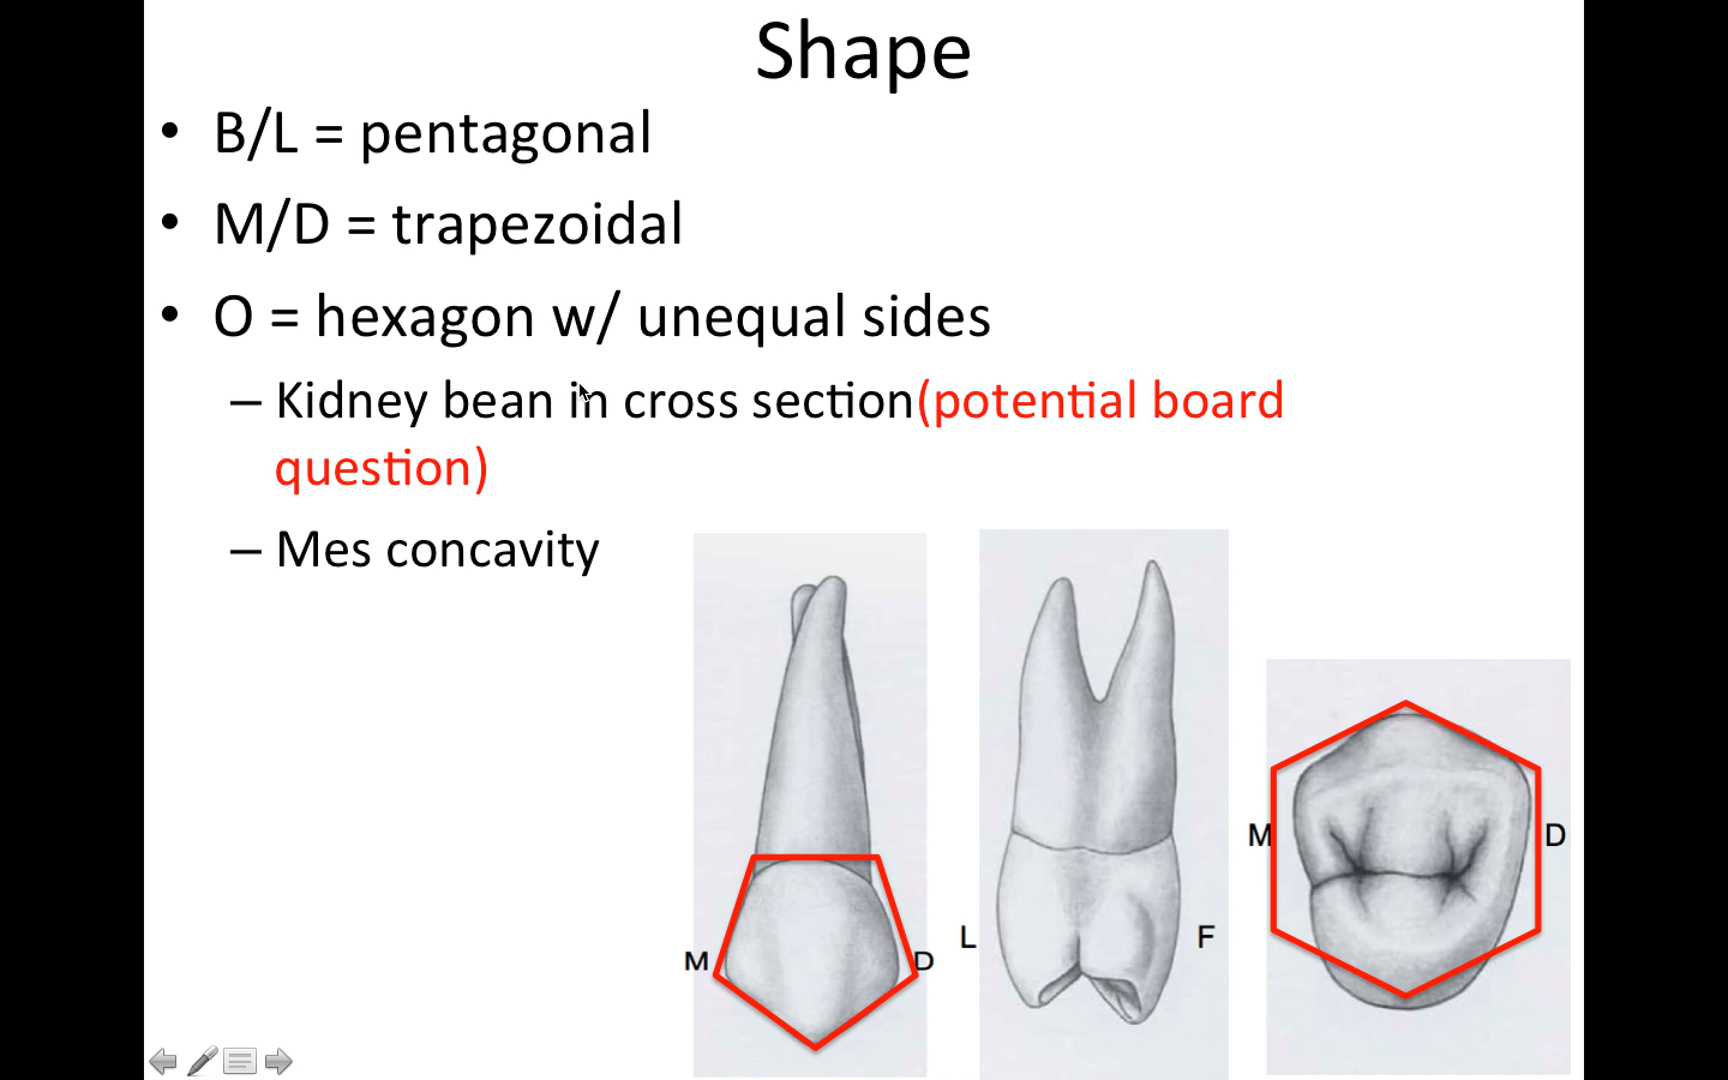 Shape
• B/L = pentagonal
• M/D = trapezoidal
• O = hexagon w/ unequal sides
– Kidney bean in cross section(potential board
question)
– Mes concavity
M D
L F
M D